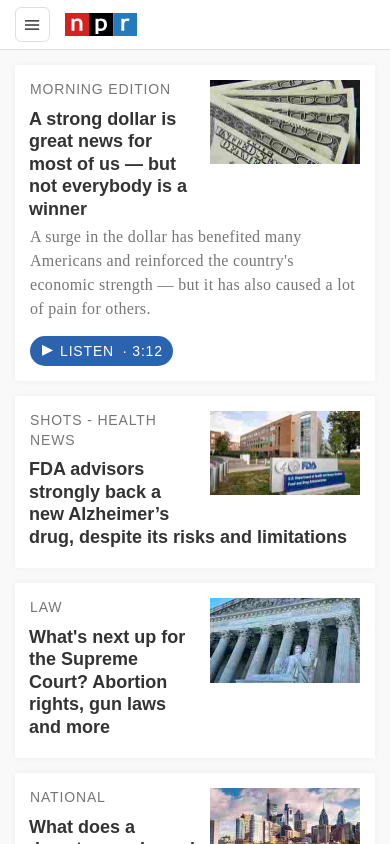 npr
MORNING EDITION
A strong dollar is
great news for
most of us — but
not everybody is a
winner
A surge in the dollar has benefited many
Americans and reinforced the country's
economic strength — but it has also caused a lot
of pain for others.
LISTEN · 3:12
SHOTS - HEALTH
NEWS
FDA advisors
strongly back a
new Alzheimer’s
drug, despite its risks and limitations
FDA
LAW
What's next up for
the Supreme
Court? Abortion
rights, gun laws
and more
NATIONAL
What does a